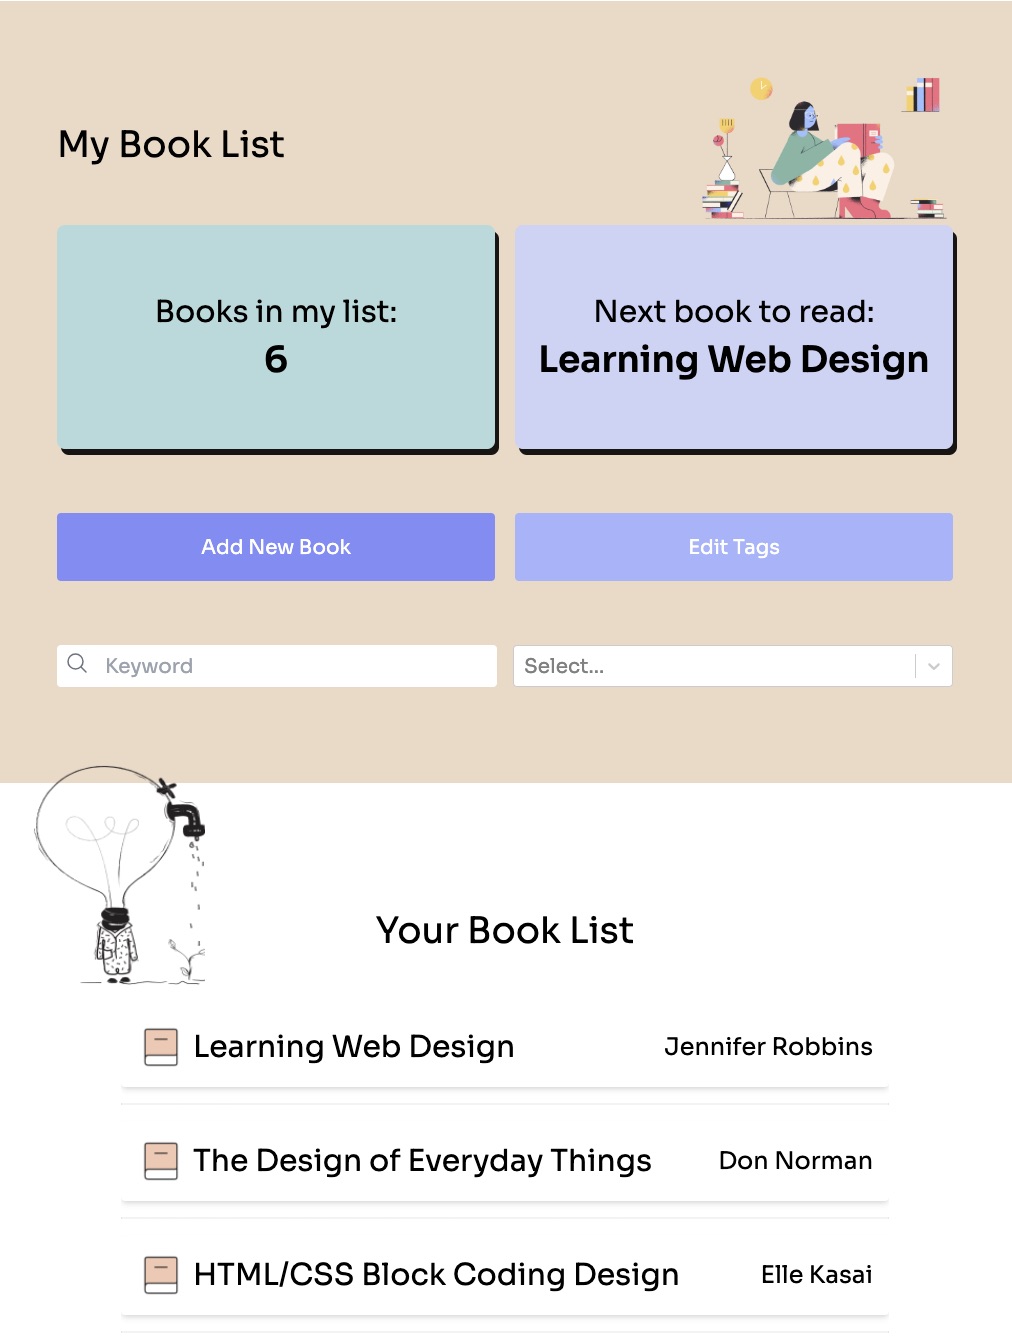 My Book List
Books in my list:
6
Next book to read:
Learning Web Design
Add New Book
Edit Tags
Keyword
Select...
Your Book List
Learning Web Design
Jennifer Robbins
The Design of Everyday Things
Don Norman
HTML/CSS Block Coding Design
Elle Kasai